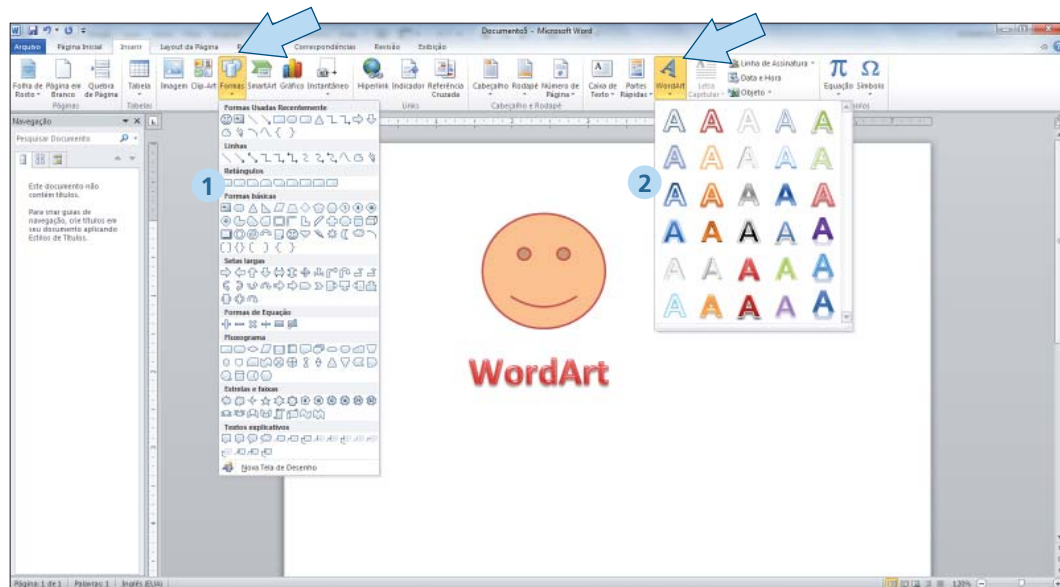 Documento5 - Microsoft Word
Arquivo Página Inicial Inserir Layout da Página Correspondências Revisão Exibição
Folha de Rosto Página em Branco Quebra de Página Tabela Imagem Clip-Art Formas SmartArt Gráfico Instantâneo Hiperlink Indicador Referência Cruzada Cabeçalho Rodapé Número de Página Caixa de Texto Partes Rápidas WordArt Letra Capitular Linha de Assinatura Data e Hora Objeto Equação Símbolo
Páginas Tabelas Links Cabeçalho e Rodapé
Navegação
Pesquisar Documento
Este documento não
contém títulos.
Para criar guias de
navegação, crie títulos em
seu documento aplicando
Estilos de Títulos.
Formas Usadas Recentemente
Linhas
Retângulos
1
Formas básicas
Setas largas
Formas de Equação
Fluxograma
Estrelas e faixas
Textos explicativos
Nova Tela de Desenho
2
WordArt
Página: 1 de 1 Palavras: 1 Inglês (EUA) 120%